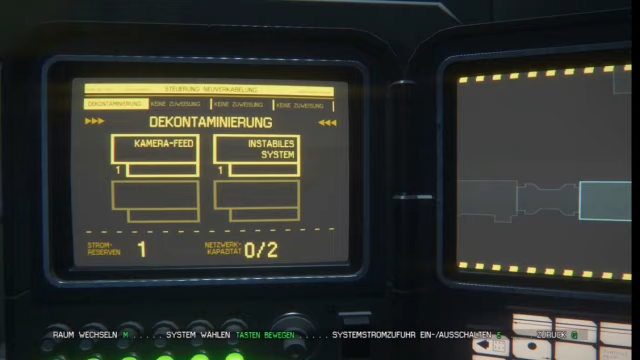 STEUERUNG NEUVERKABELUNG
DEKONTAMINIERUNG KEINE ZUWEISUNG KEINE ZUWEISUNG KEINE ZUWEISUNG
DEKONTAMINIERUNG
KAMERA-FEED
INSTABILES
SYSTEM
1 1
STROM-
RESERVEN 1
NETZWERK-
KAPAZITÄT 0/2
RAUM WECHSELN M ..... SYSTEM WÄHLEN TASTEN BEWEGEN ..... SYSTEMSTROMZUFUHR EIN-/AUSSCHALTEN E ZURÜCK Q